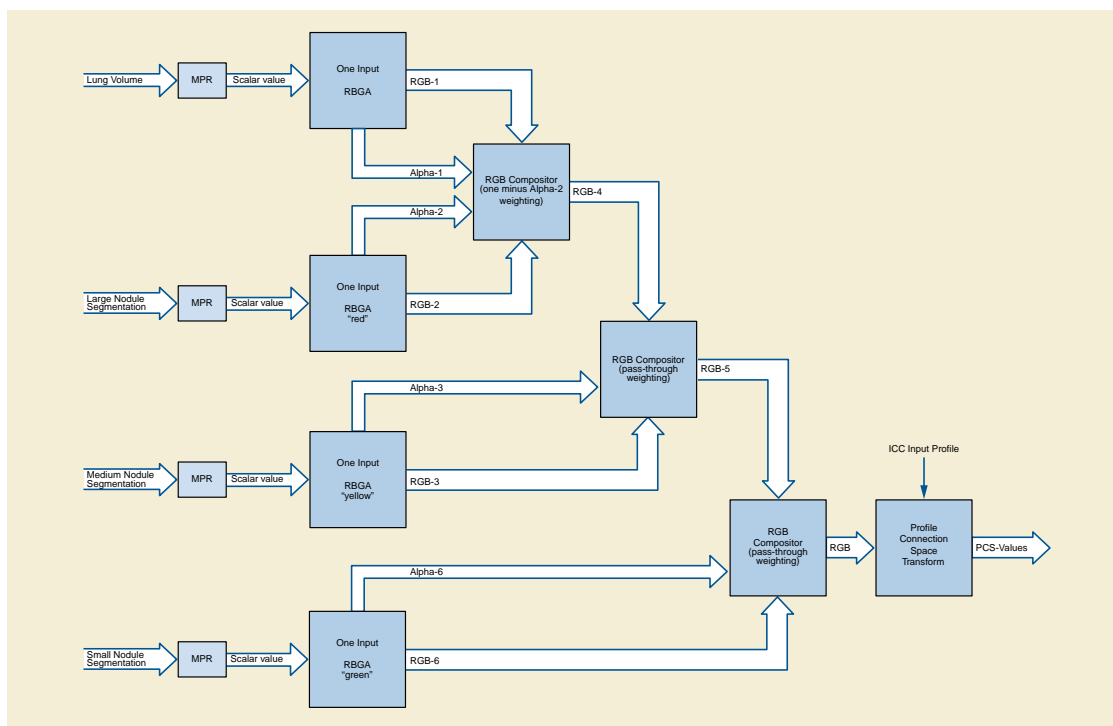 Lung Volume
MPR
Scalar value
One Input
RBGA
RGB-1
Alpha-1
RGB Compositor
(one minus Alpha-2
weighting)
RGB-4
Alpha-2
Large Nodule
Segmentation
MPR
Scalar value
One Input
RBGA
“red”
RGB-2
RGB Compositor
(pass-through
weighting)
RGB-5
Alpha-3
Medium Nodule
Segmentation
MPR
Scalar value
One Input
RBGA
“yellow”
RGB-3
ICC Input Profile
RGB
Compositor
(pass-through
weighting)
RGB
Profile
Connection
Space
Transform
PCS-Values
Alpha-6
Small Nodule
Segmentation
MPR
Scalar value
One Input
RBGA
“green”
RGB-6